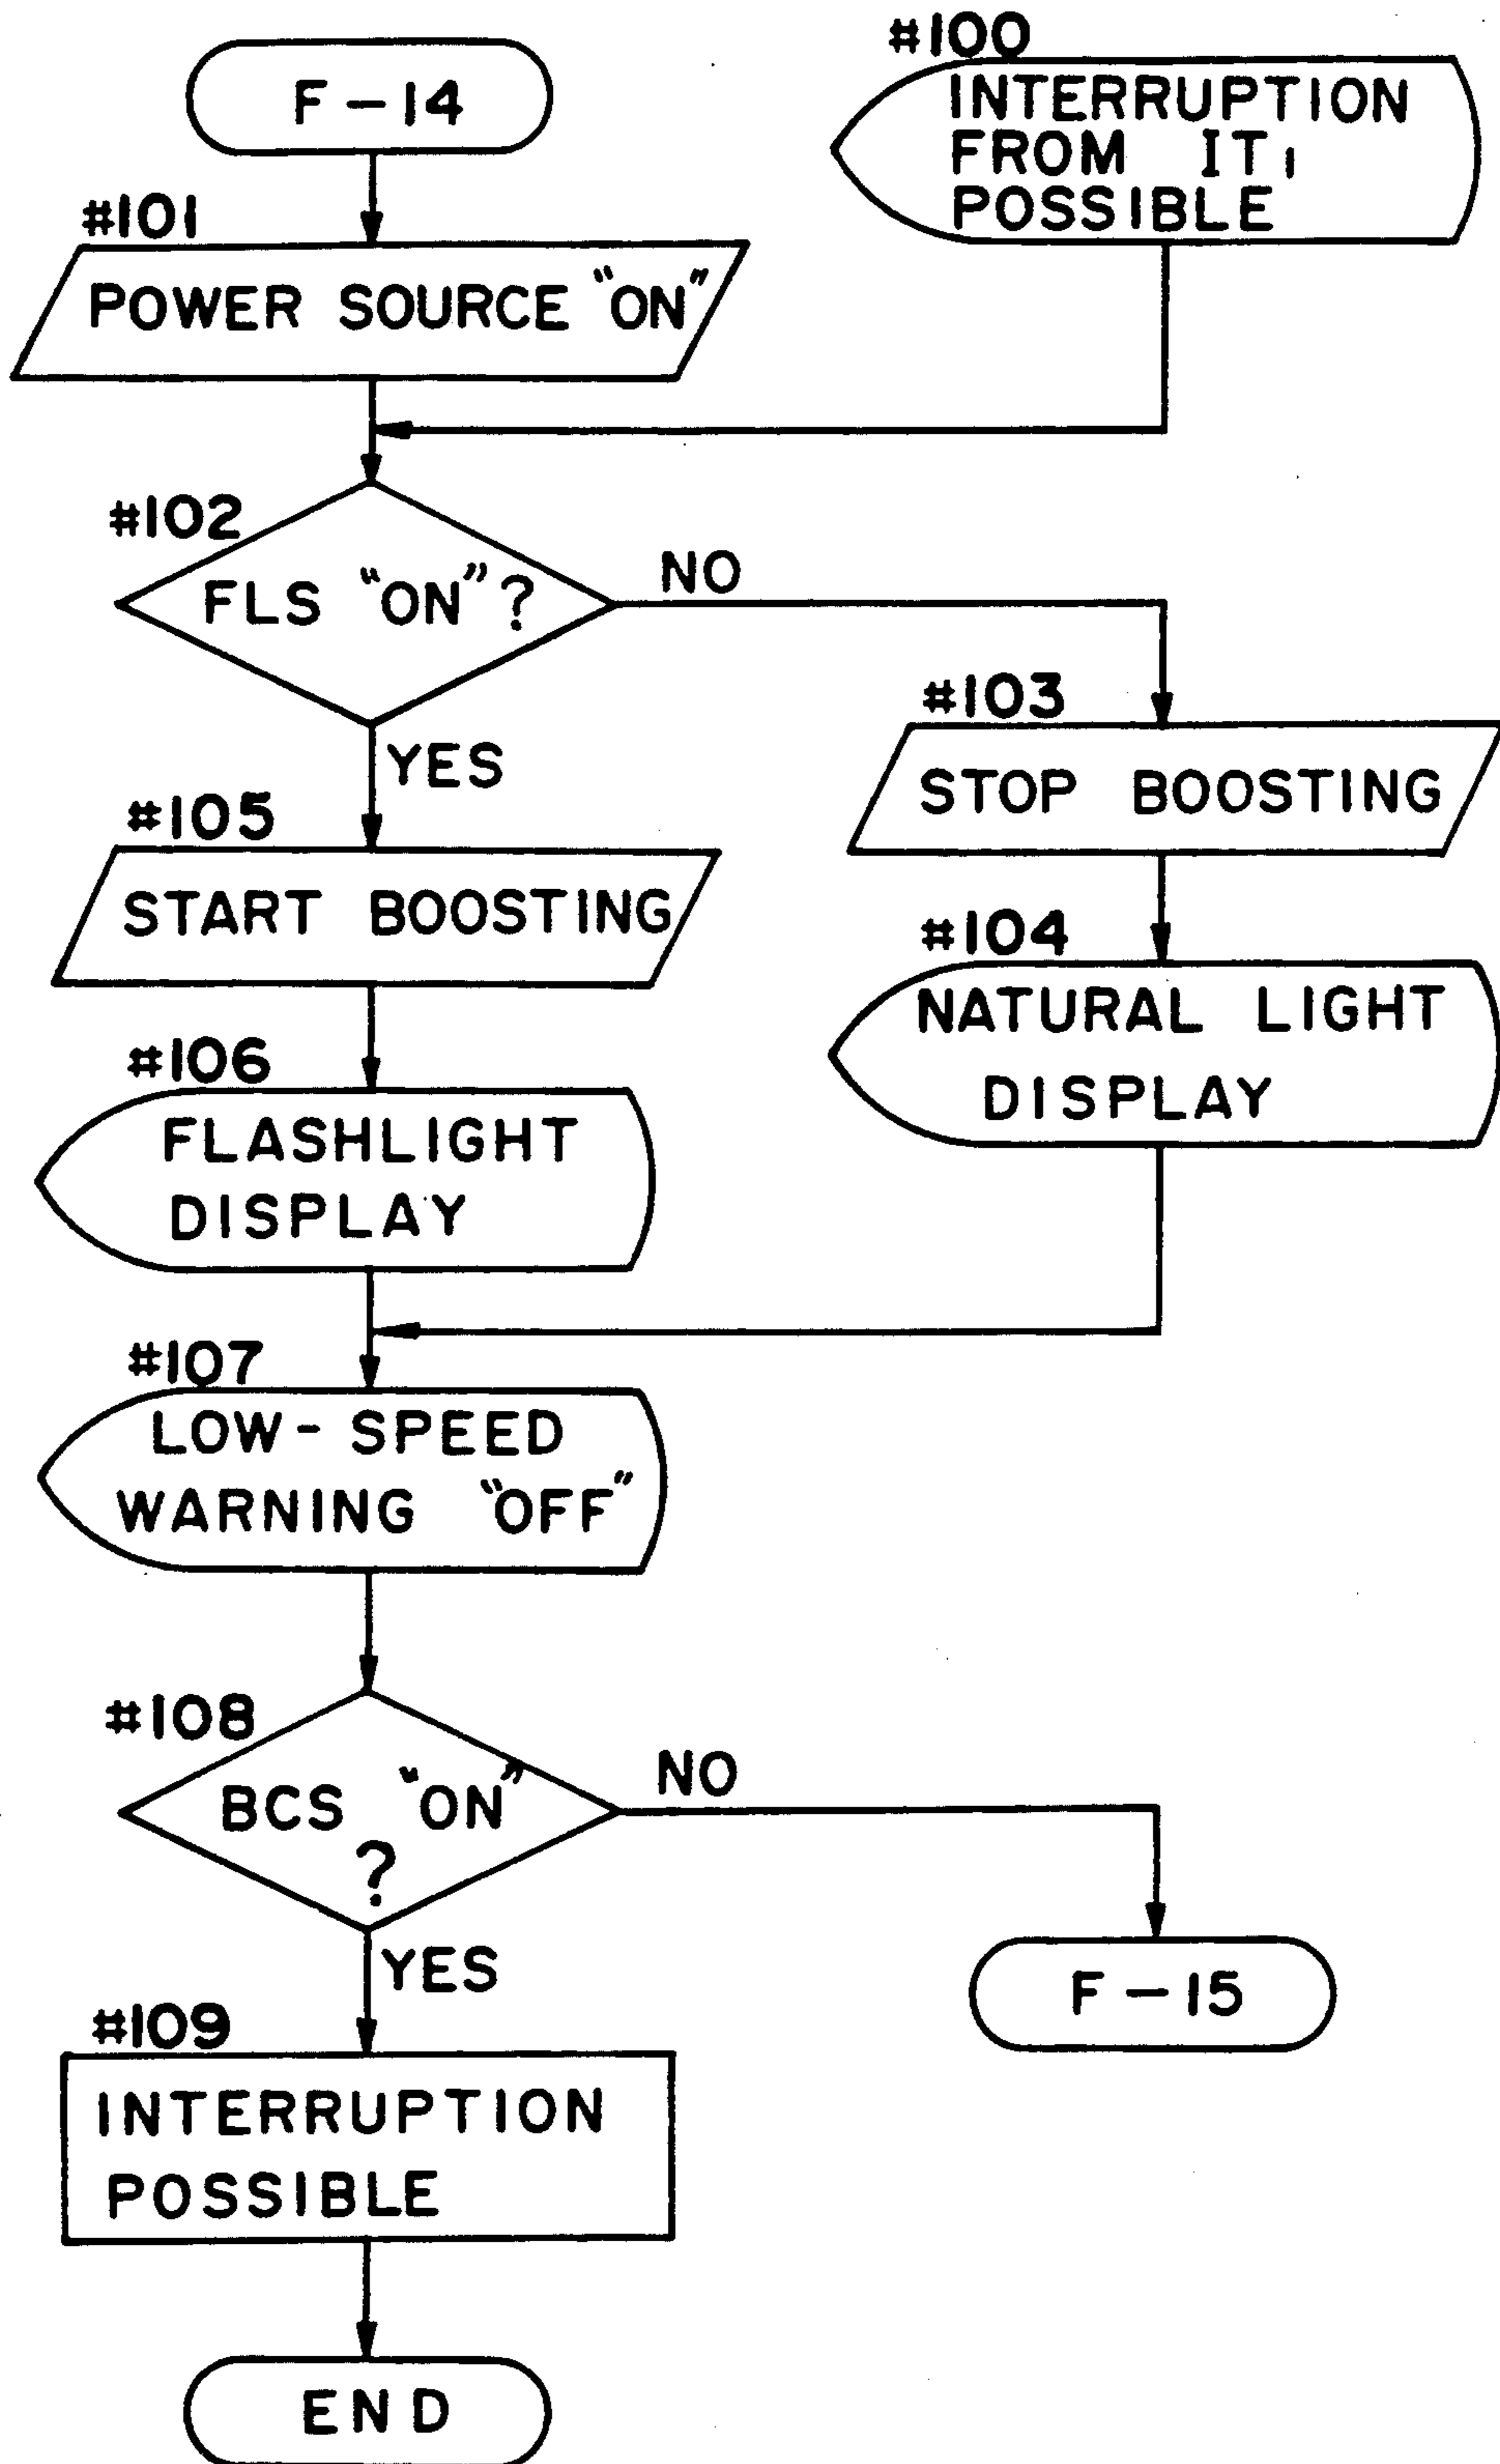 F-14
#100
INTERRUPTION
FROM IT₁
POSSIBLE
#101
POWER SOURCE "ON"
#102
FLS "ON"?
NO
YES
#103
STOP BOOSTING
#104
NATURAL LIGHT
DISPLAY
#105
START BOOSTING
#106
FLASHLIGHT
DISPLAY
#107
LOW-SPEED
WARNING "OFF"
#108
BCS "ON"
?
NO
YES
F-15
#109
INTERRUPTION
POSSIBLE
END